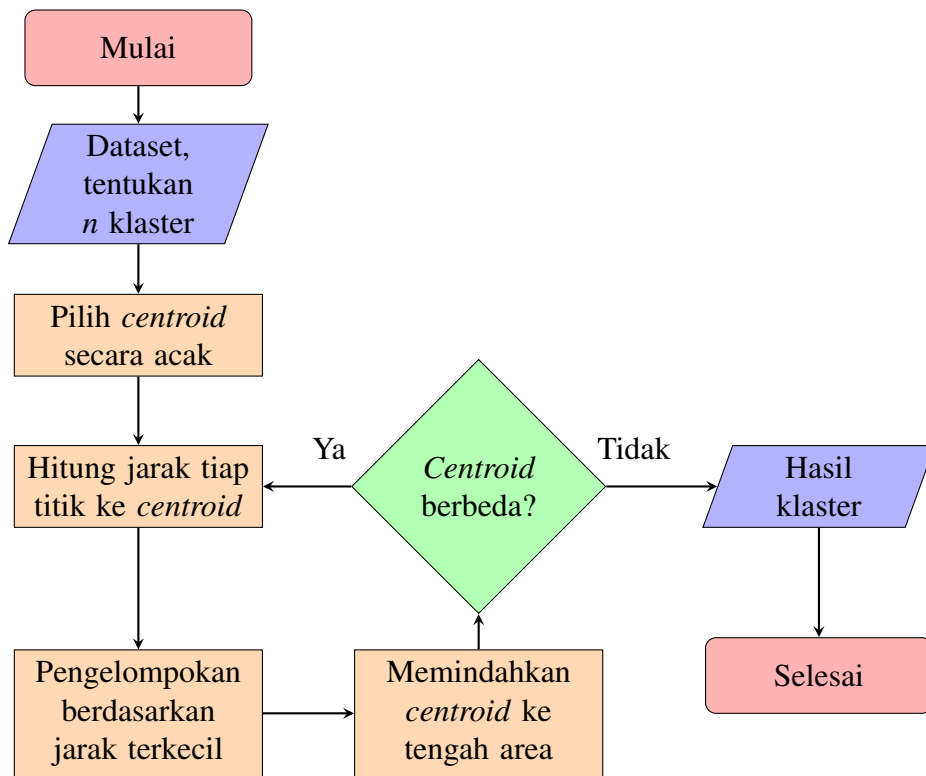 Mulai
Dataset,
tentukan
n klaster
Pilih centroid
secara acak
Hitung jarak tiap
titik ke centroid
Pengelompokan
berdasarkan
jarak terkecil
Memindahkan
centroid ke
tengah area
Centroid
berbeda?
Ya
Tidak
Hasil
klaster
Selesai